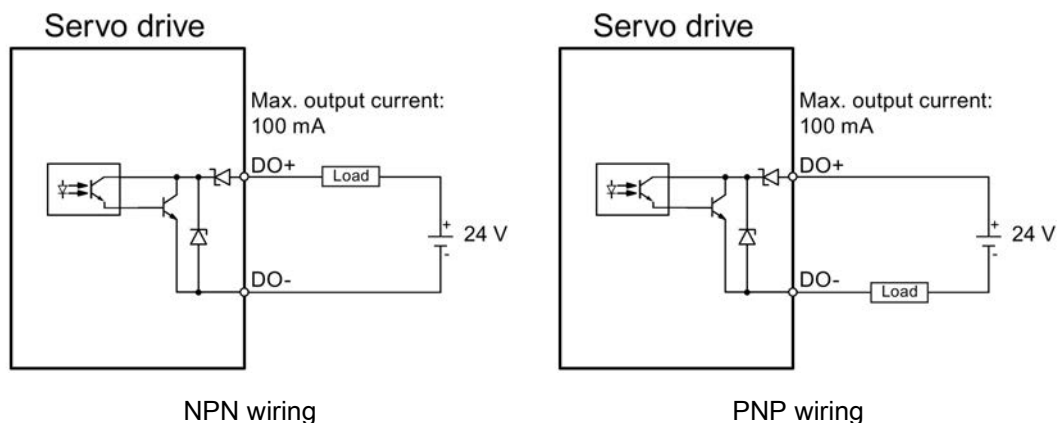 Servo drive
Max. output current:
100 mA
DO+
Load
+
24 V
-
DO-
NPN wiring
Servo drive
Max. output current:
100 mA
DO+
+
24 V
-
DO-
Load
PNP wiring